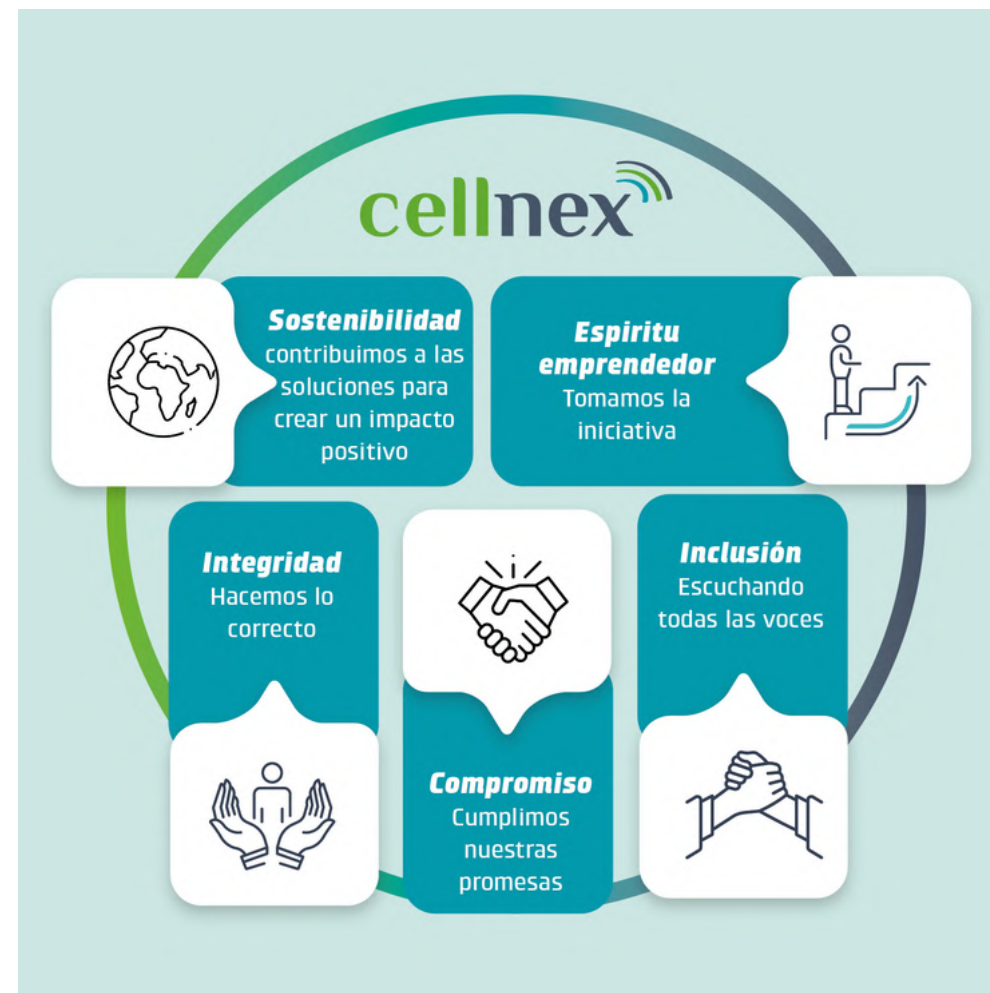 cellnex
Sostenibilidad
contribuimos a las
soluciones para
crear un impacto
positivo
Espiritu
emprendedor
Tomamos la
iniciativa
Integridad
Hacemos lo
correcto
Compromiso
Cumplimos
nuestras
promesas
Inclusión
Escuchando
todas las voces